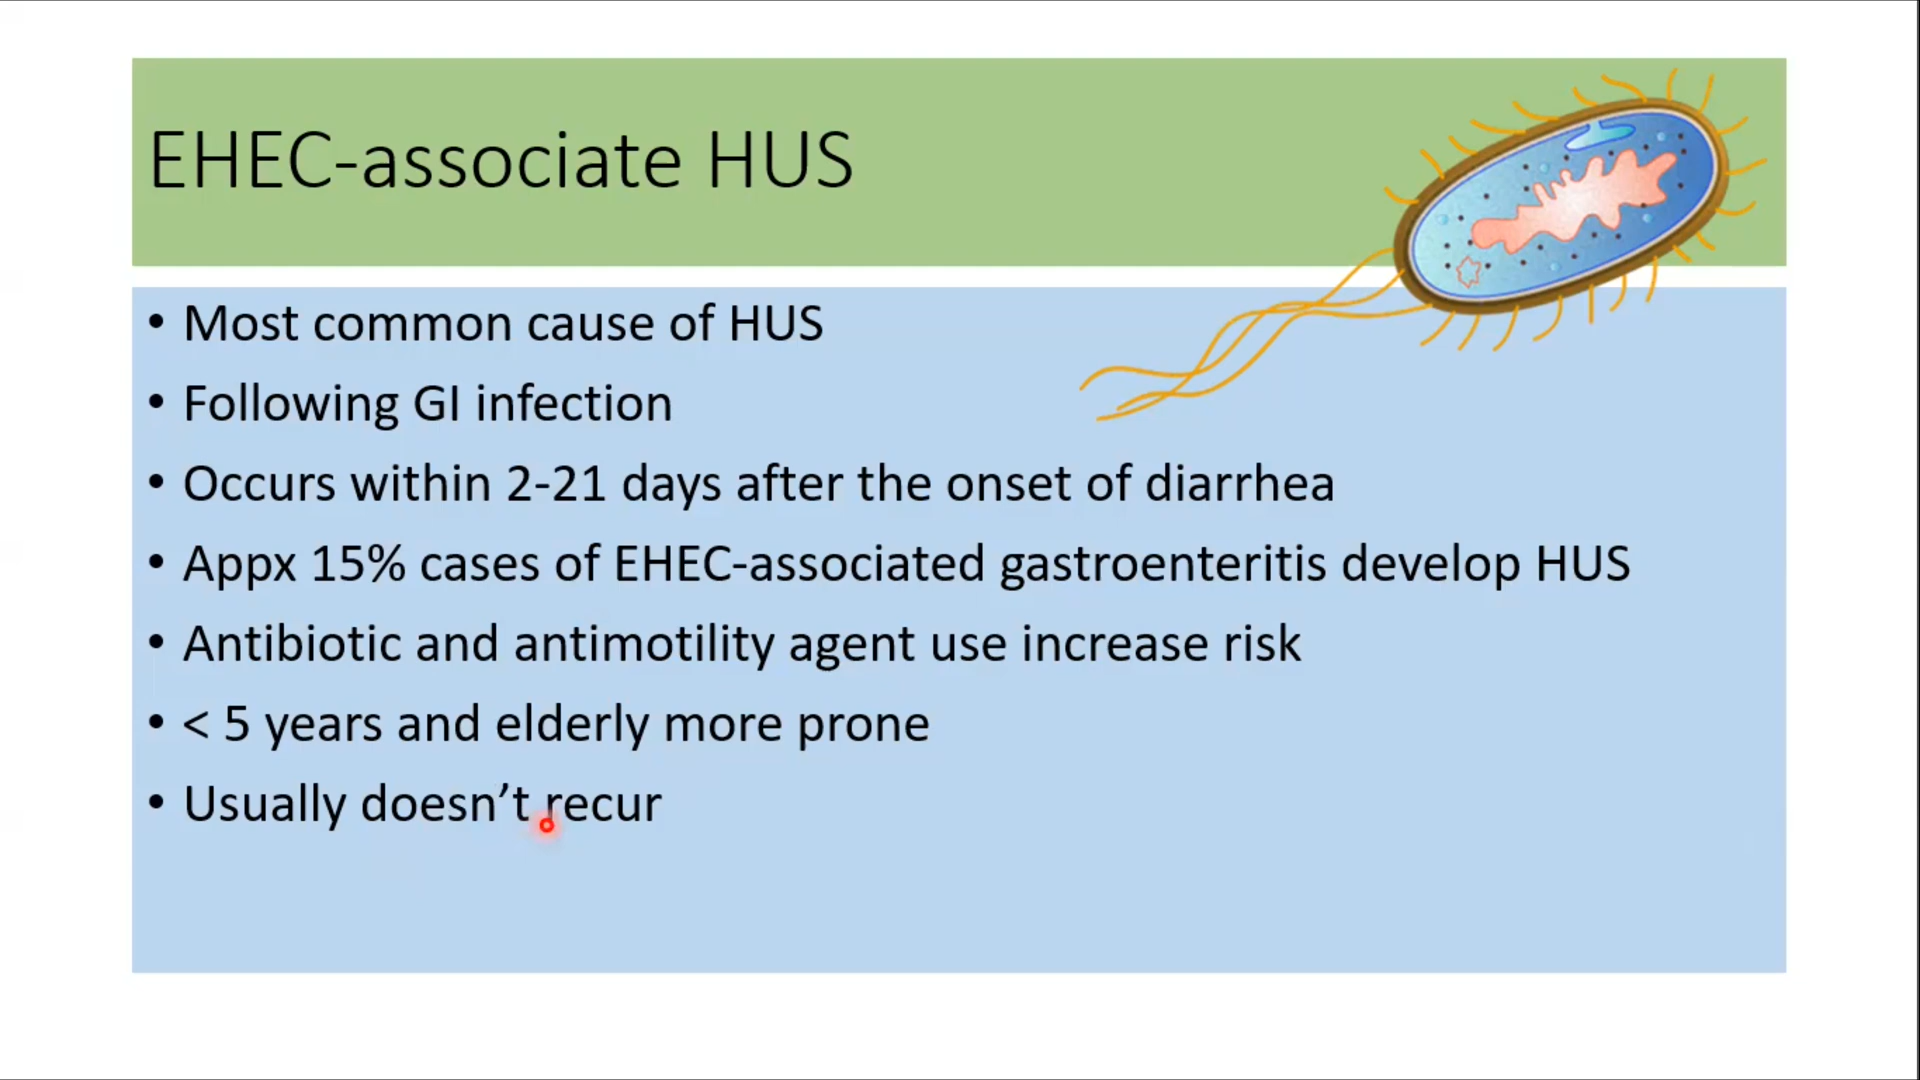 EHEC-associate HUS
• Most common cause of HUS
• Following GI infection
• Occurs within 2-21 days after the onset of diarrhea
• Appx 15% cases of EHEC-associated gastroenteritis develop HUS
• Antibiotic and antimotility agent use increase risk
• < 5 years and elderly more prone
• Usually doesn’t recur